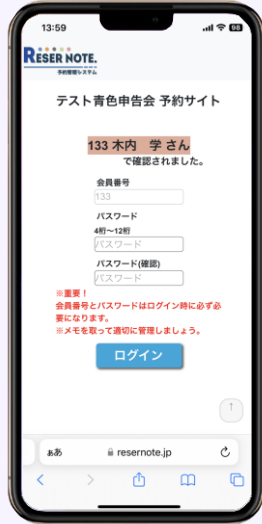 13:59
68
RESER NOTE.
予約管理システム
テスト青色申告会 予約サイト
133 木内 学 さん
で確認されました。
会員番号
133
パスワード
4桁～12桁
パスワード
パスワード(確認)
パスワード
※重要！
会員番号とパスワードはログイン時に必ず必
要になります。
※メモを取って適切に管理しましょう。
ログイン
↑
ぁあ
resernote.jp